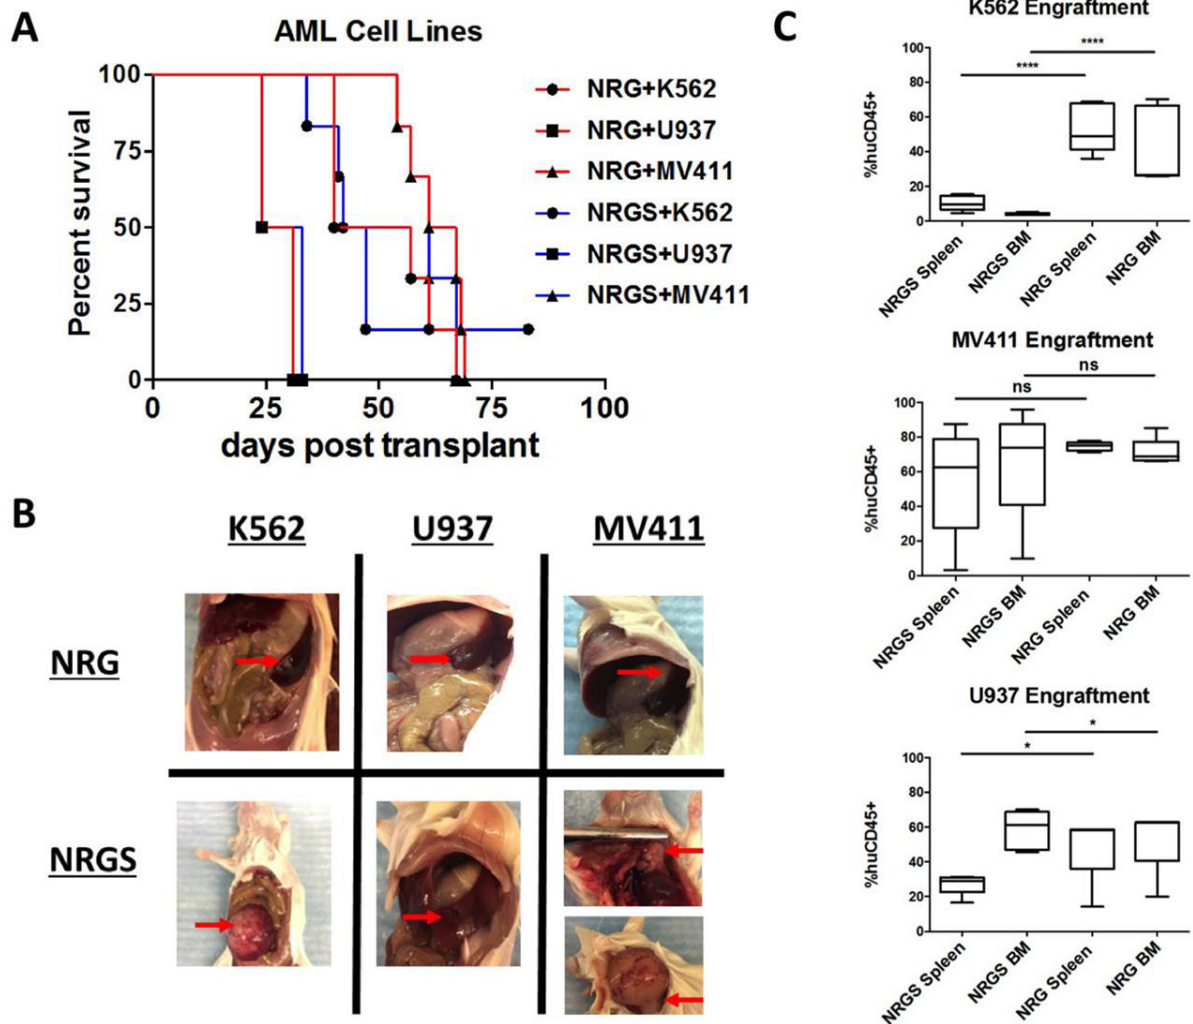 A
AML Cell Lines
Percent survival
100
75
50
25
0
0 25 50 75 100
days post transplant
NRG+K562
NRG+U937
NRG+MV411
NRGS+K562
NRGS+U937
NRGS+MV411
B
K562 U937 MV411
NRG
NRGS
C
K562 Engraftment
%huCD45+
100
80
60
40
20
0
****
****
NRGS Spleen
NRGS BM
NRG Spleen
NRG BM
MV411 Engraftment
%huCD45+
100
80
60
40
20
0
ns
ns
NRGS Spleen
NRGS BM
NRG Spleen
NRG BM
U937 Engraftment
%huCD45+
100
80
60
40
20
0
*
*
NRGS Spleen
NRGS BM
NRG Spleen
NRG BM